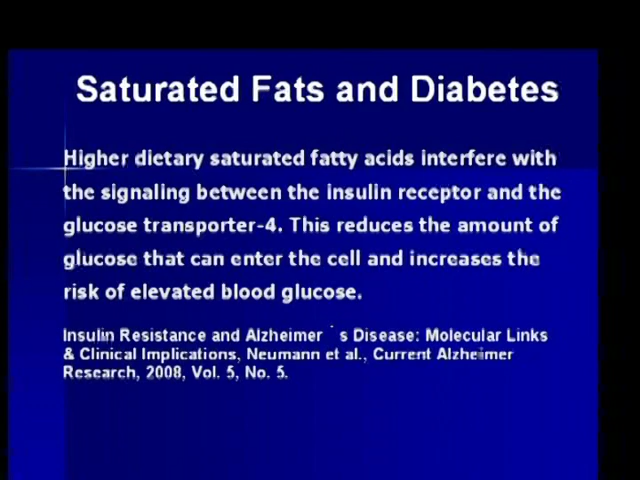 Saturated Fats and Diabetes
Higher dietary saturated fatty acids interfere with
the signaling between the insulin receptor and the
glucose transporter-4. This reduces the amount of
glucose that can enter the cell and increases the
risk of elevated blood glucose.
Insulin Resistance and Alzheimer ˙s Disease: Molecular Links
& Clinical Implications, Neumann et al., Current Alzheimer
Research, 2008, Vol. 5, No. 5.